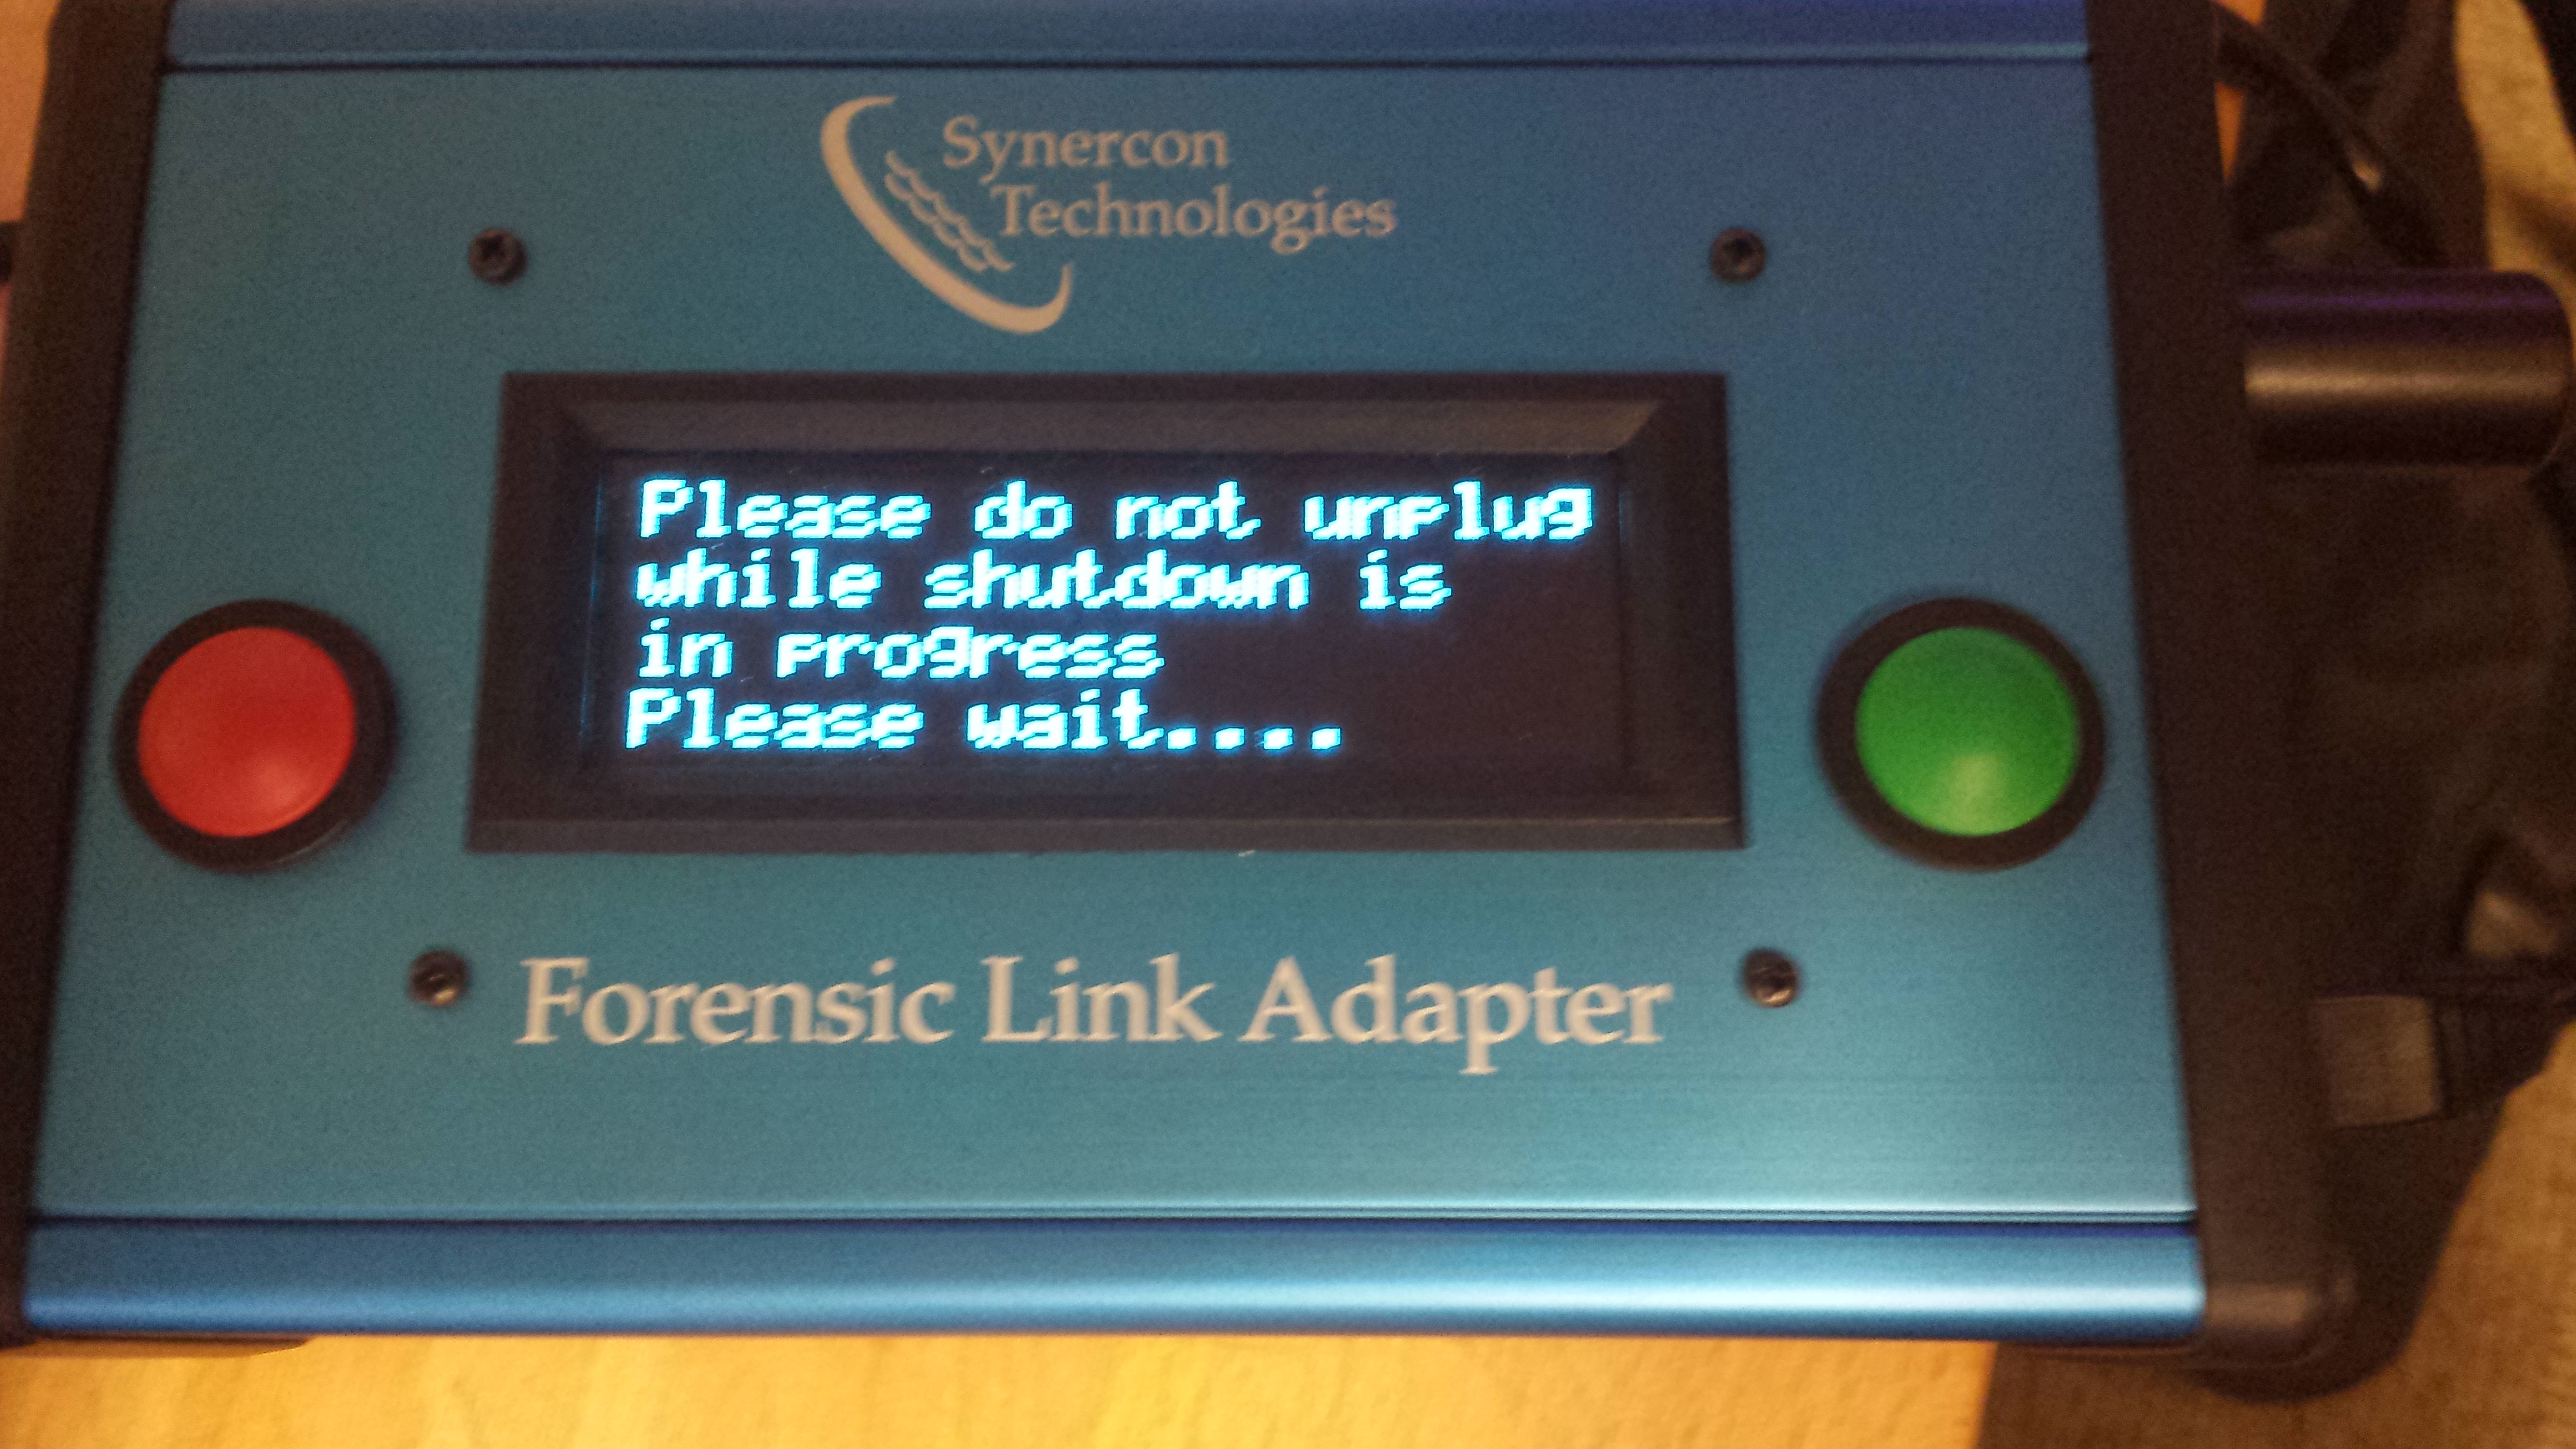 Synercon
Technologies
Please do not unplug
while shutdown is
in progress
Please wait....
Forensic Link Adapter